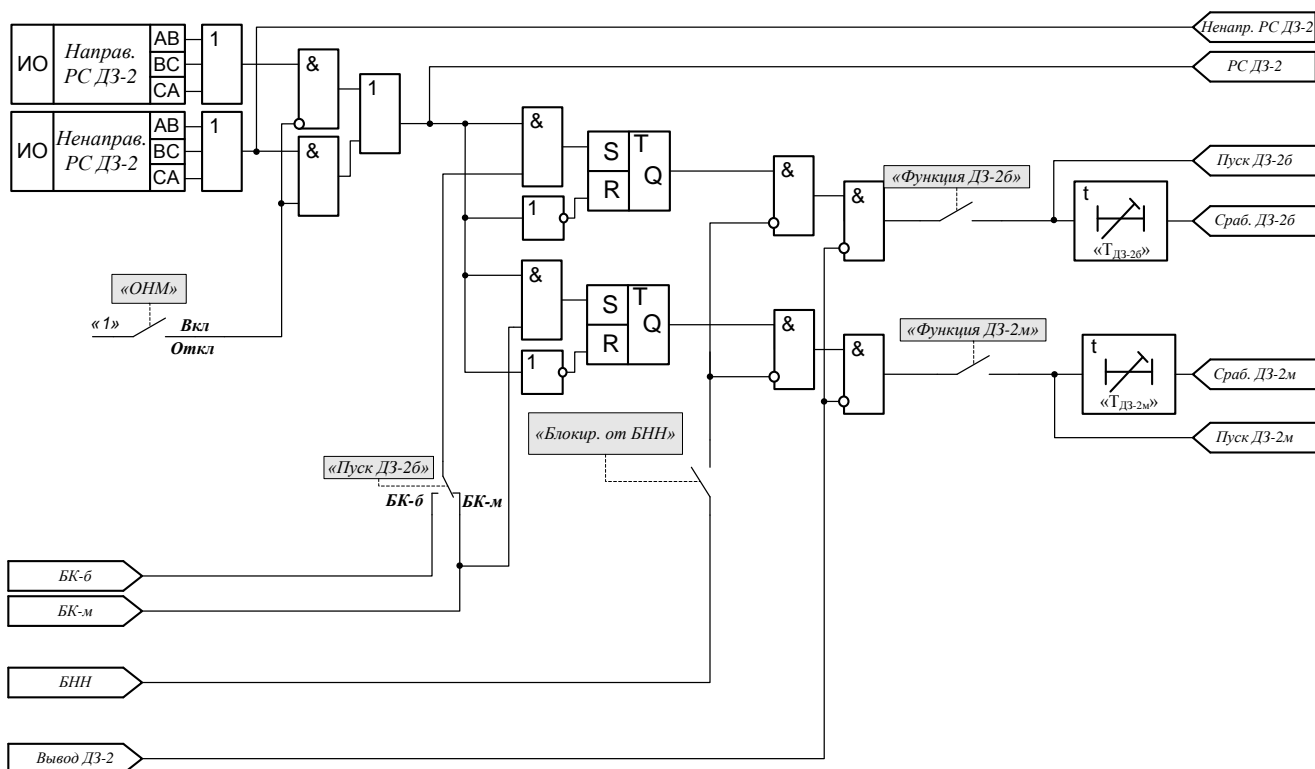 ИО
Направ.
РС ДЗ-2
AB
BC
CA
1
ИО
Ненаправ.
РС ДЗ-2
AB
BC
CA
1
&
&
1
Ненапр. РС ДЗ-2
РС ДЗ-2
&
S
R
T
Q
1
&
&
«Функция ДЗ-2б»
t
«TДЗ-2б»
Пуск ДЗ-2б
Сраб. ДЗ-2б
«ОНМ»
«1»
Вкл
Откл
&
S
R
T
Q
1
&
&
«Функция ДЗ-2м»
t
«TДЗ-2м»
Сраб. ДЗ-2м
Пуск ДЗ-2м
«Блокир. от БНН»
«Пуск ДЗ-2б»
БК-б
БК-м
БК-б
БК-м
БНН
Вывод ДЗ-2